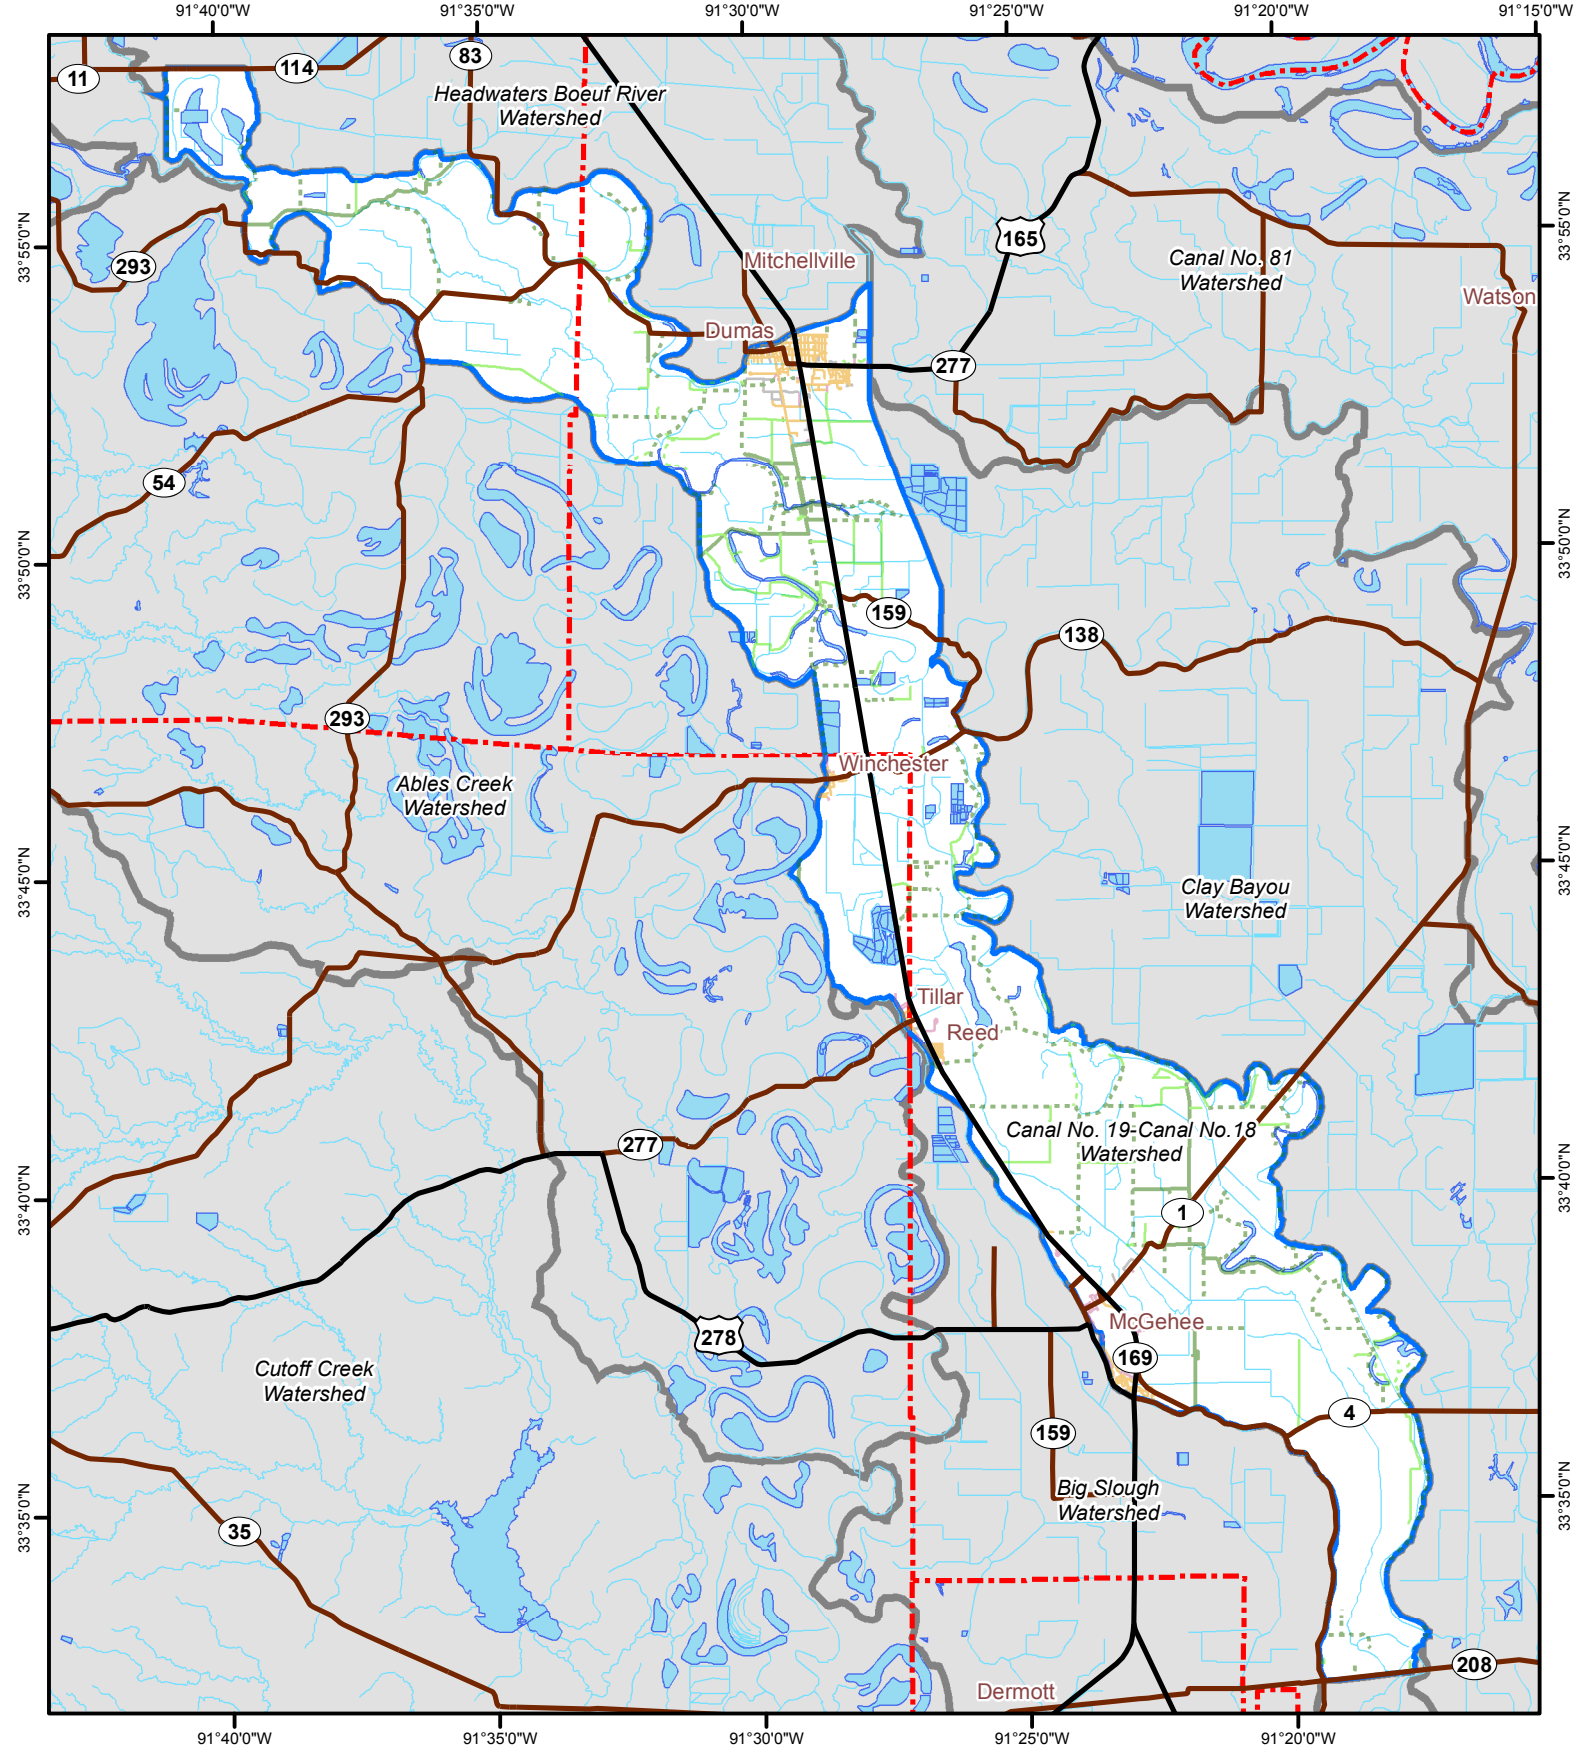 91°40'0"W
91°35'0"W
91°30'0"W
91°25'0"W
91°20'0"W
91°15'0"W
83
114
11
Headwaters Boeuf River
Watershed
33°55'0"N
33°55'0"N
165
293
Mitchellville
Canal No. 81
Watershed
Watson
Dumas
277
54
33°50'0"N
33°50'0"N
159
138
293
Winchester
Ables Creek
Watershed
33°45'0"N
33°45'0"N
Clay Bayou
Watershed
Tillar
Reed
277
Canal No. 19-Canal No.18
Watershed
33°40'0"N
33°40'0"N
1
McGehee
278
169
Cutoff Creek
Watershed
4
159
Big Slough
Watershed
33°35'0"N
33°35'0"N
35
208
Dermott
91°40'0"W
91°35'0"W
91°30'0"W
91°25'0"W
91°20'0"W